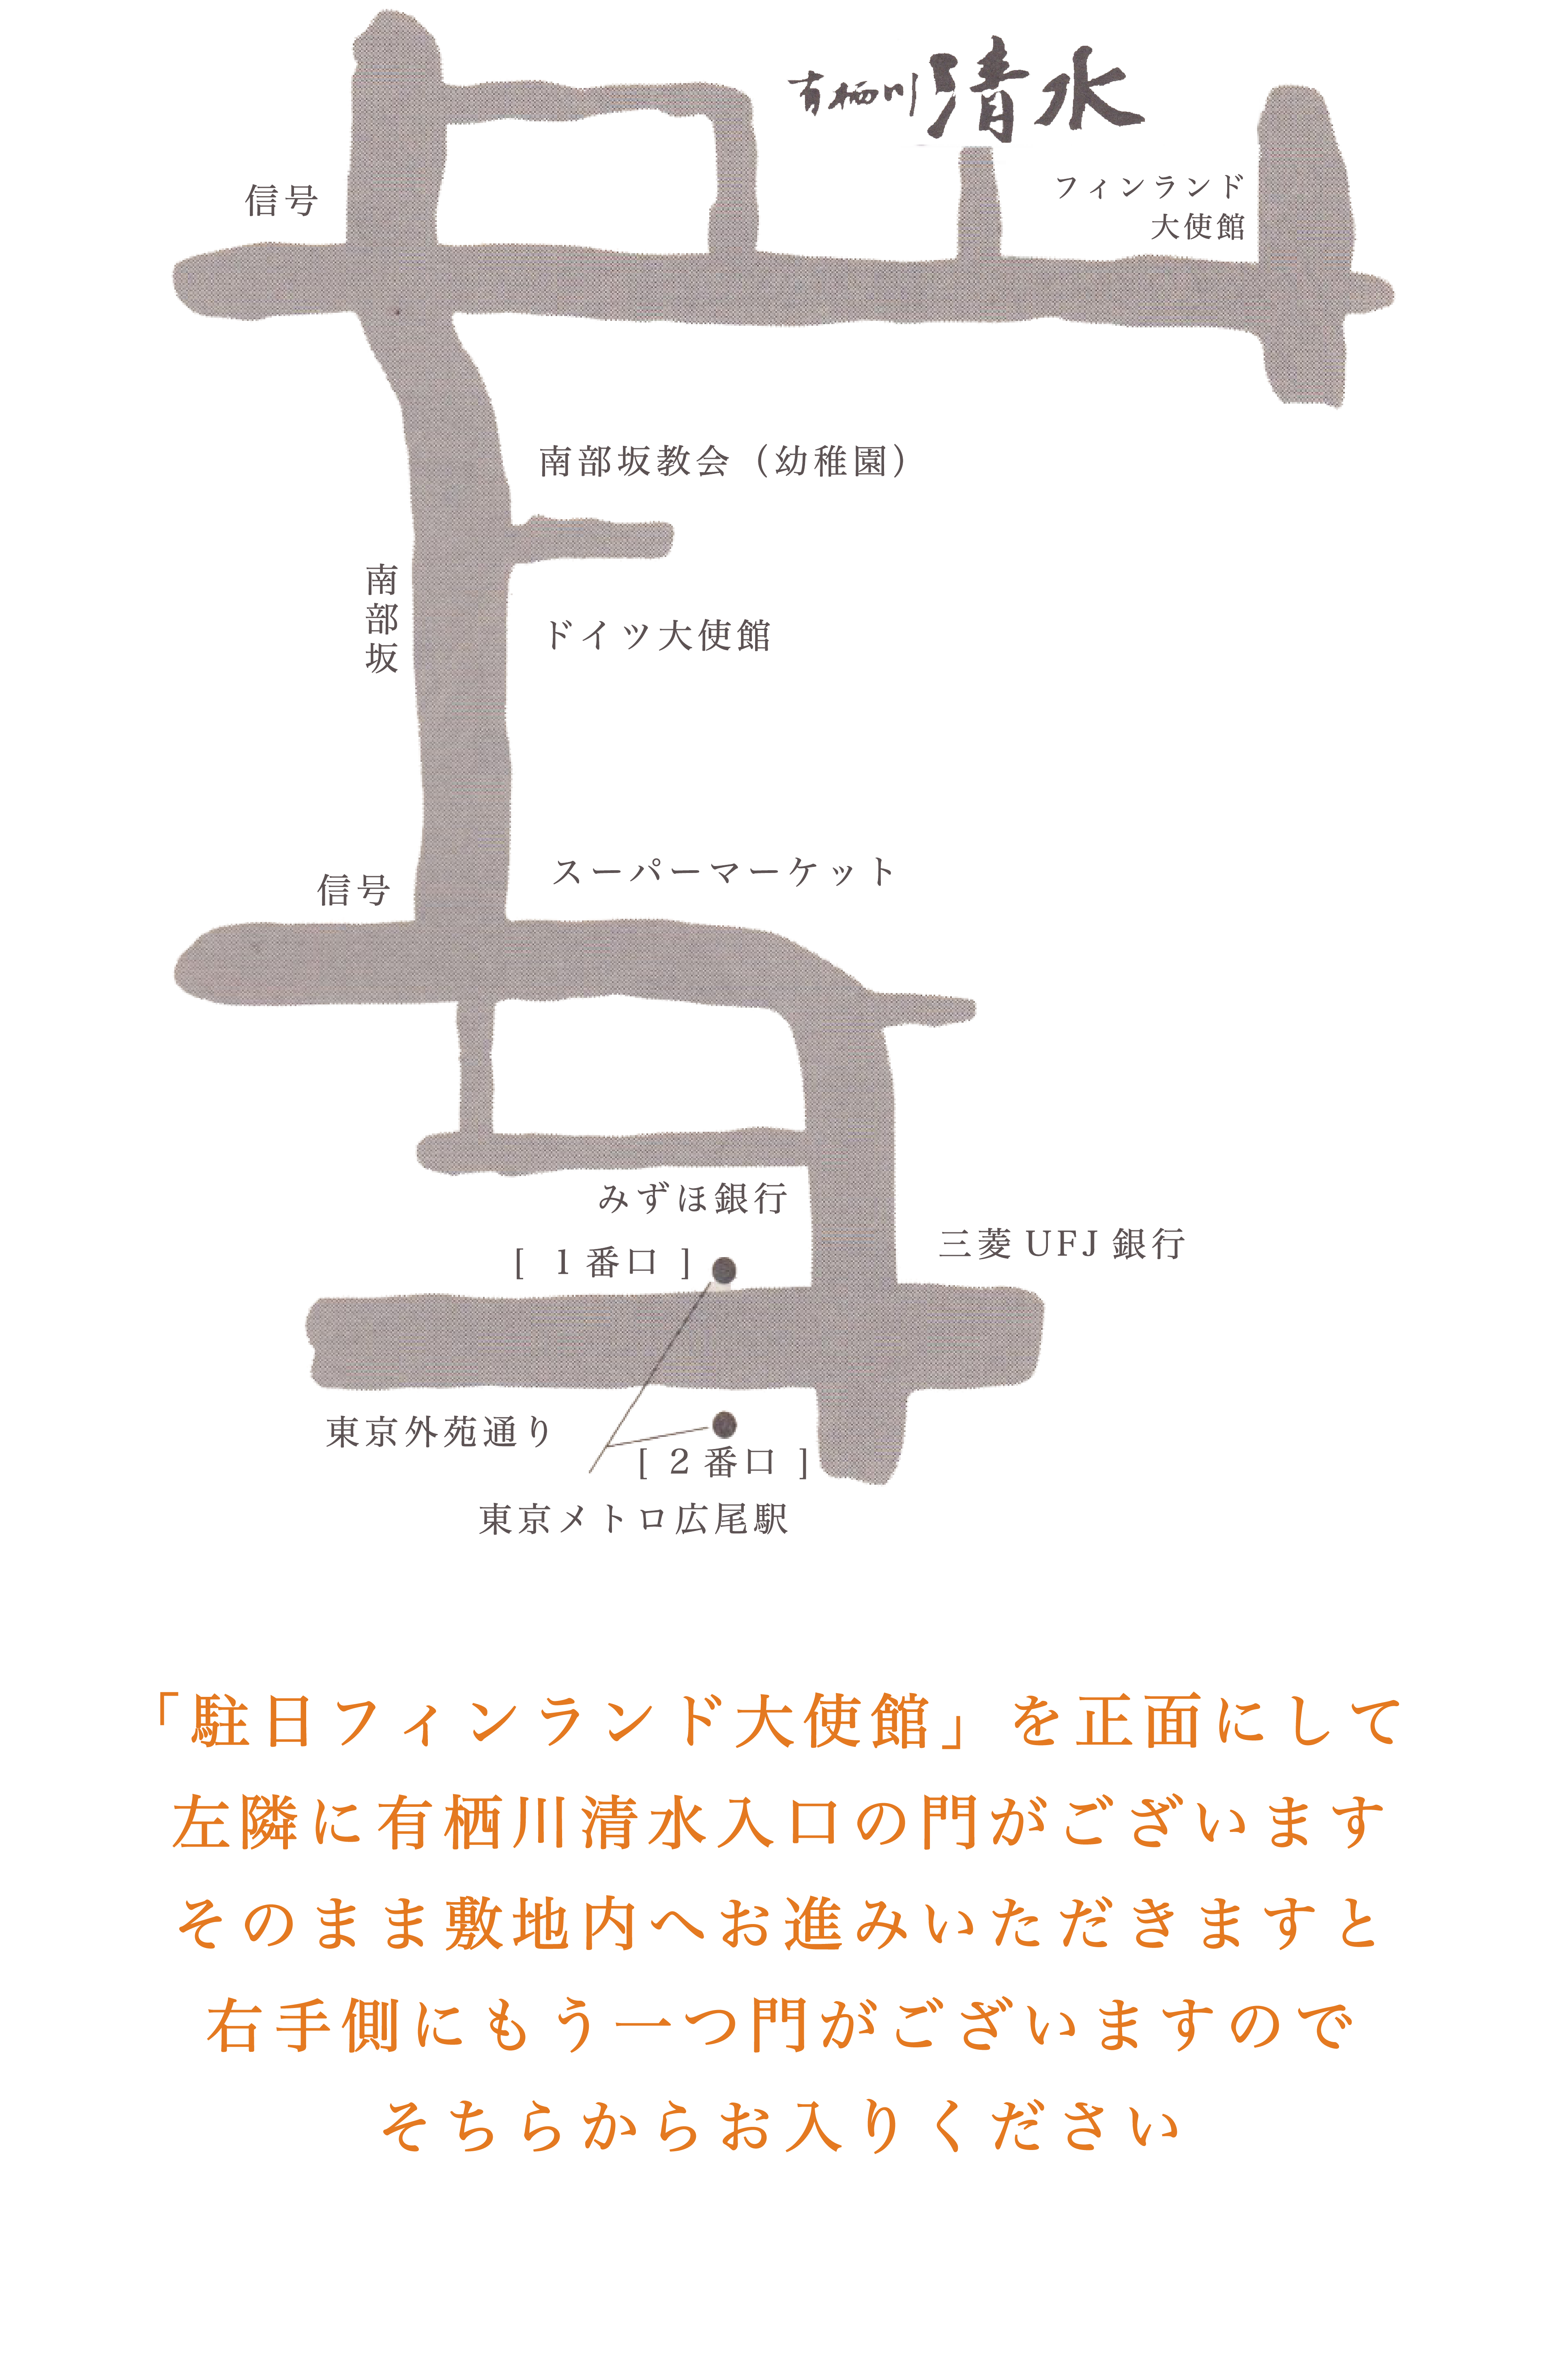 有栖川清水
フィンランド
大使館
信号
南部坂教会（幼稚園）
南部坂
ドイツ大使館
スーパーマーケット
信号
みずほ銀行
三菱UFJ銀行
[ 1番口 ]
東京外苑通り
[ 2番口 ]
東京メトロ広尾駅
「駐日フィンランド大使館」を正面にして
左隣に有栖川清水入口の門がございます
そのまま敷地内へお進みいただきますと
右手側にもう一つ門がございますので
そちらからお入りください